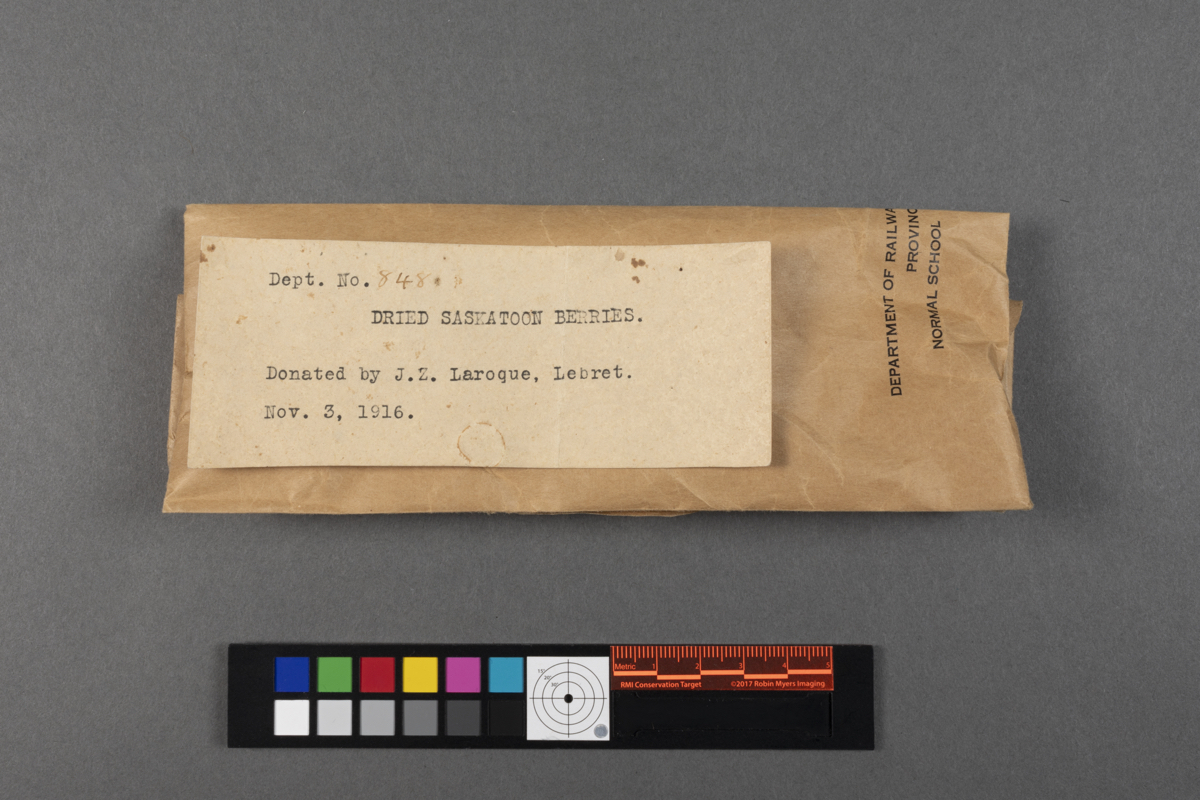 Dept. No. 848
DRIED SASKATOON BERRIES.
Donated by J.Z. Laroque, Lebret.
Nov. 3, 1916.
DEPARTMENT OF RAILWA
PROVINC
NORMAL SCHOOL
Metric 1 2 3 4 5
RMI Conservation Target ©2017 Robin Myers Imaging